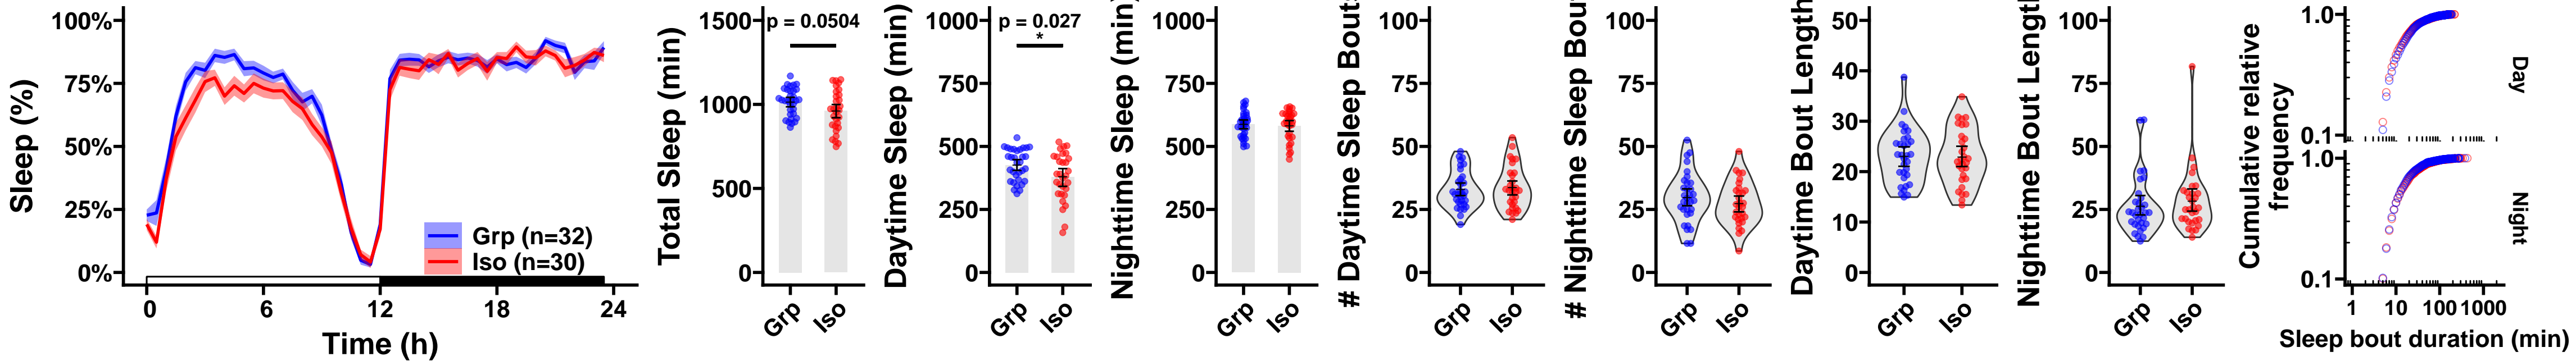 Sleep (%)
100%
75%
50%
25%
0%
Grp (n=32)
Iso (n=30)
0
6
12
18
24
Time (h)
Total Sleep (min)
1500
1000
500
0
p = 0.0504
Grp
Iso
Daytime Sleep (min)
1000
750
500
250
0
p = 0.027
*
Grp
Iso
Nighttime Sleep (min)
1000
750
500
250
0
Grp
Iso
# Daytime Sleep Bouts
100
75
50
25
0
Grp
Iso
# Nighttime Sleep Bou
100
75
50
25
0
Grp
Iso
Daytime Bout Length
50
40
30
20
10
0
Grp
Iso
Nighttime Bout Lengt
100
75
50
25
0
Grp
Iso
Cumulative relative
frequency
1.0
0.1
Day
1.0
0.1
Night
1
10
100
1000
Sleep bout duration (min)